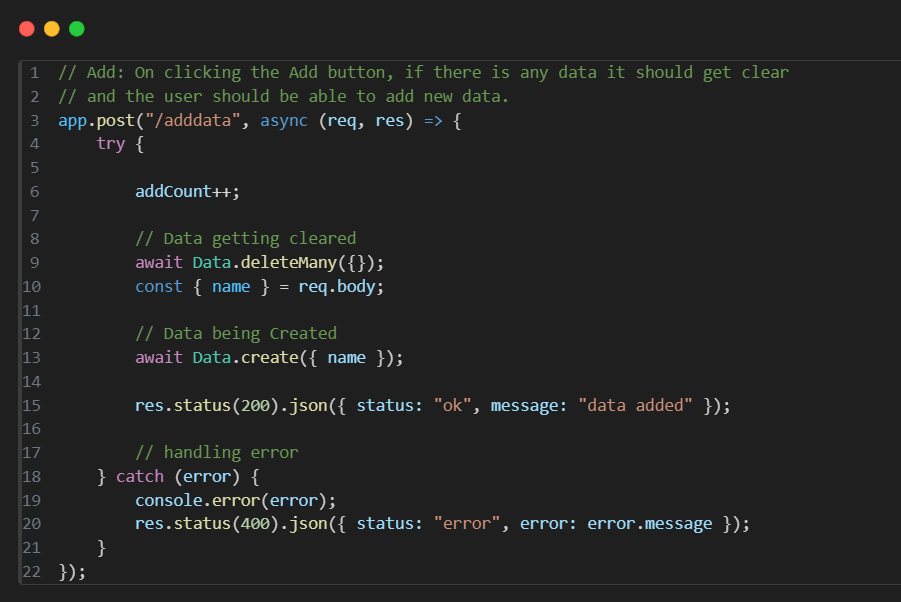 1 // Add: On clicking the Add button, if there is any data it should get clear
2 // and the user should be able to add new data.
3 app.post("/adddata", async (req, res) => {
4     try {
5
6         addCount++;
7
8         // Data getting cleared
9         await Data.deleteMany({});
10         const { name } = req.body;
11
12         // Data being Created
13         await Data.create({ name });
14
15         res.status(200).json({ status: "ok", message: "data added" });
16
17         // handling error
18     } catch (error) {
19         console.error(error);
20         res.status(400).json({ status: "error", error: error.message });
21     }
22 });